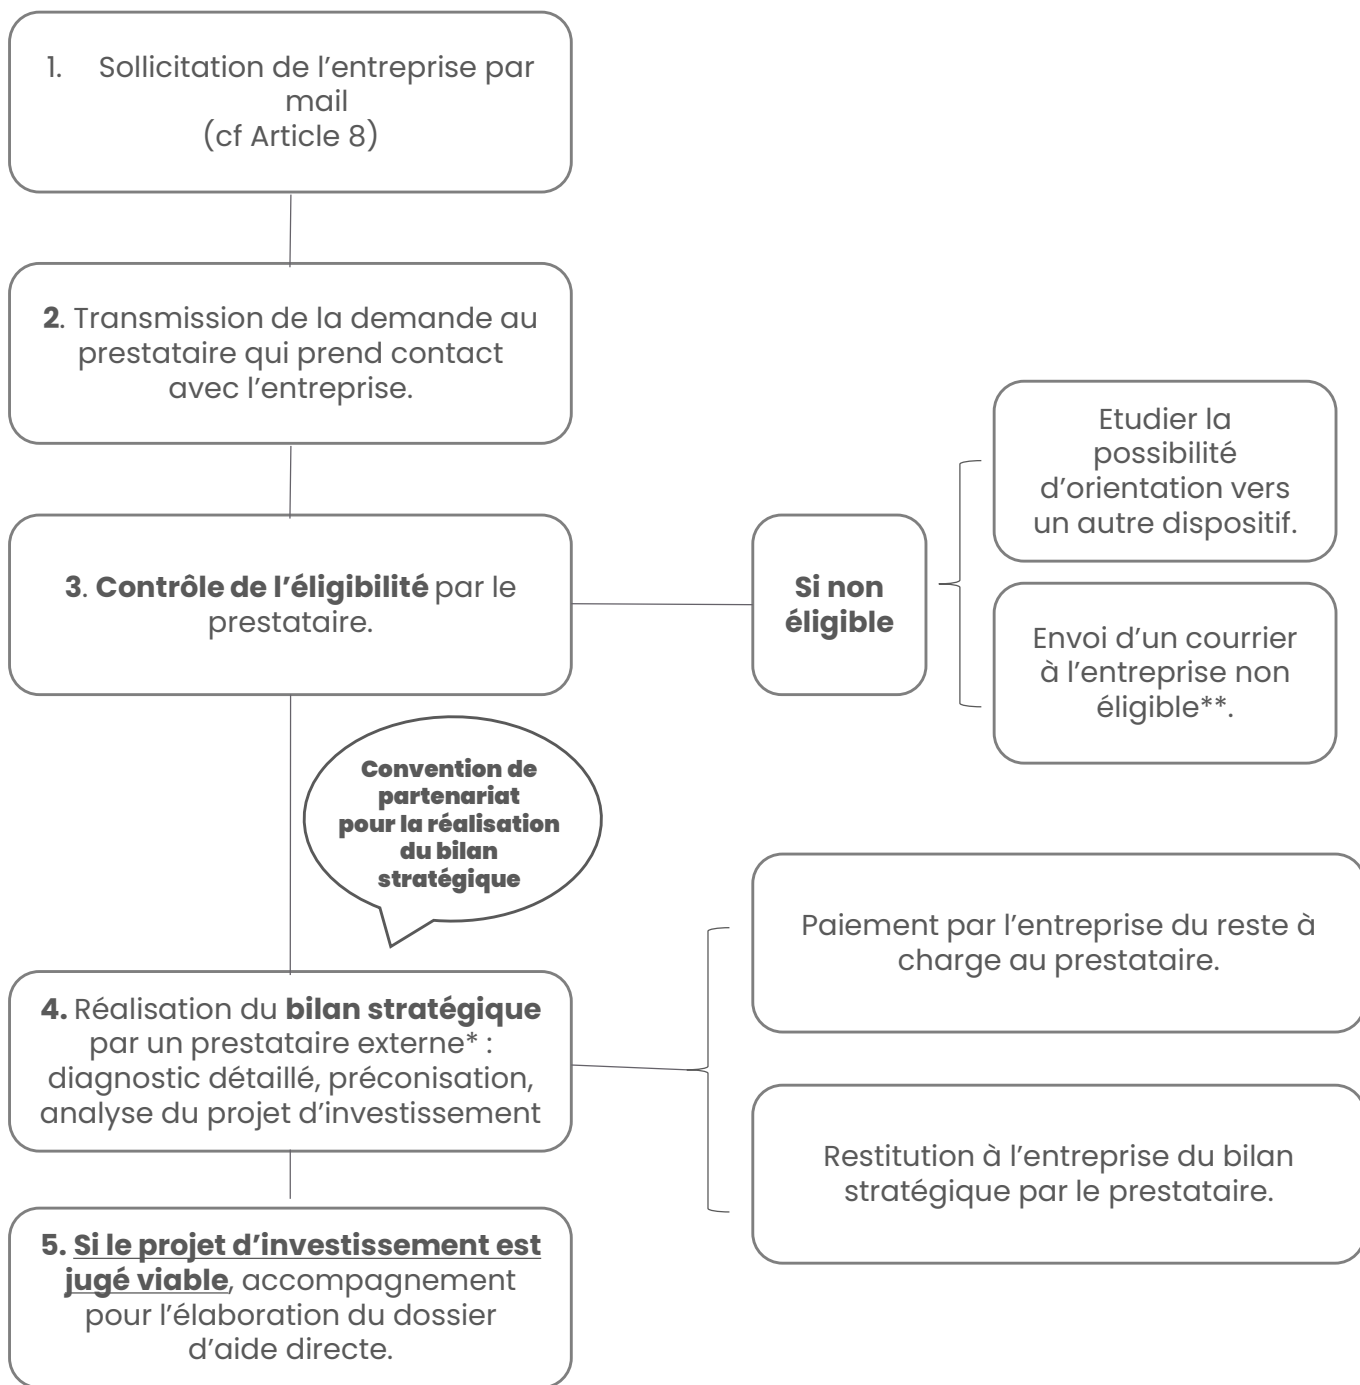 1. Sollicitation de l’entreprise par
mail
(cf Article 8)
2. Transmission de la demande au
prestataire qui prend contact
avec l’entreprise.
3. Contrôle de l’éligibilité par le
prestataire.
Si non
éligible
Etudier la
possibilité
d’orientation vers
un autre dispositif.
Envoi d’un courrier
à l’entreprise non
éligible**.
Convention de
partenariat
pour la réalisation
du bilan
stratégique
4. Réalisation du bilan stratégique
par un prestataire externe* :
diagnostic détaillé, préconisation,
analyse du projet d’investissement
Paiement par l’entreprise du reste à
charge au prestataire.
Restitution à l’entreprise du bilan
stratégique par le prestataire.
5. Si le projet d’investissement est
jugé viable, accompagnement
pour l’élaboration du dossier
d’aide directe.